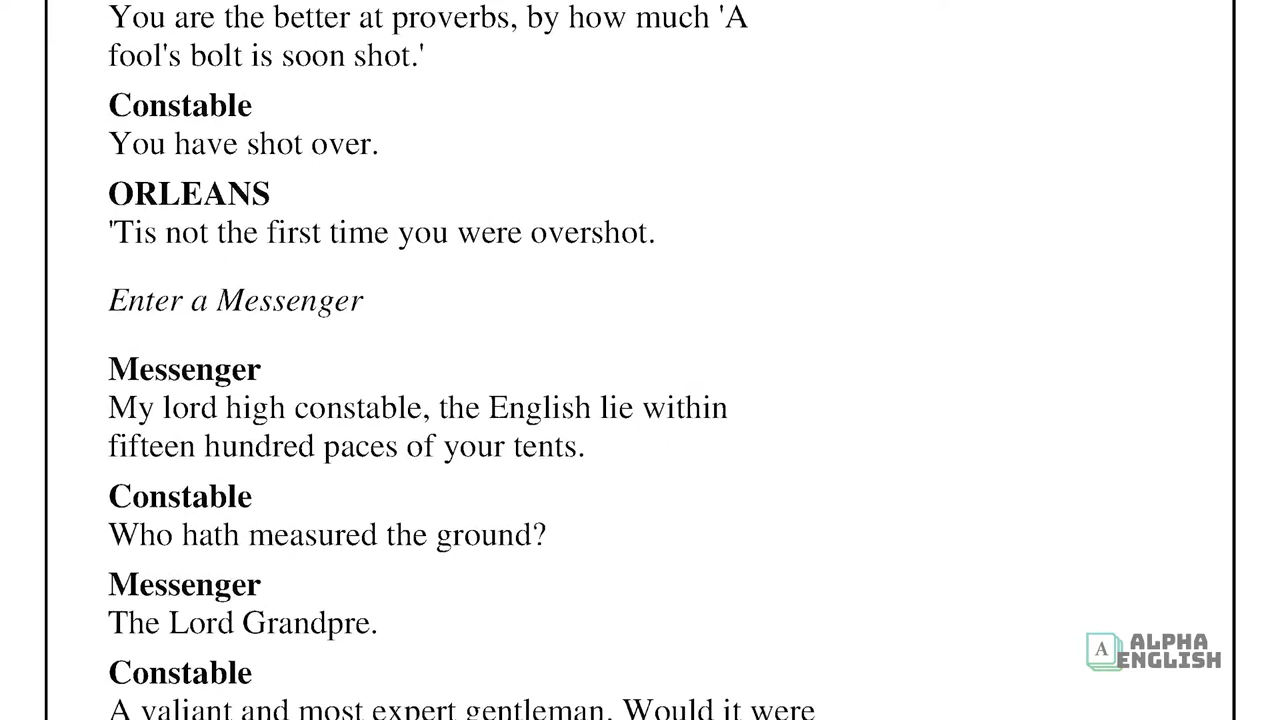 You are the better at proverbs, by how much 'A
fool's bolt is soon shot.'
Constable
You have shot over.
ORLEANS
'Tis not the first time you were overshot.
Enter a Messenger
Messenger
My lord high constable, the English lie within
fifteen hundred paces of your tents.
Constable
Who hath measured the ground?
Messenger
The Lord Grandpre.
Constable
A valiant and most expert gentleman. Would it were
A ALPHA
ENGLISH